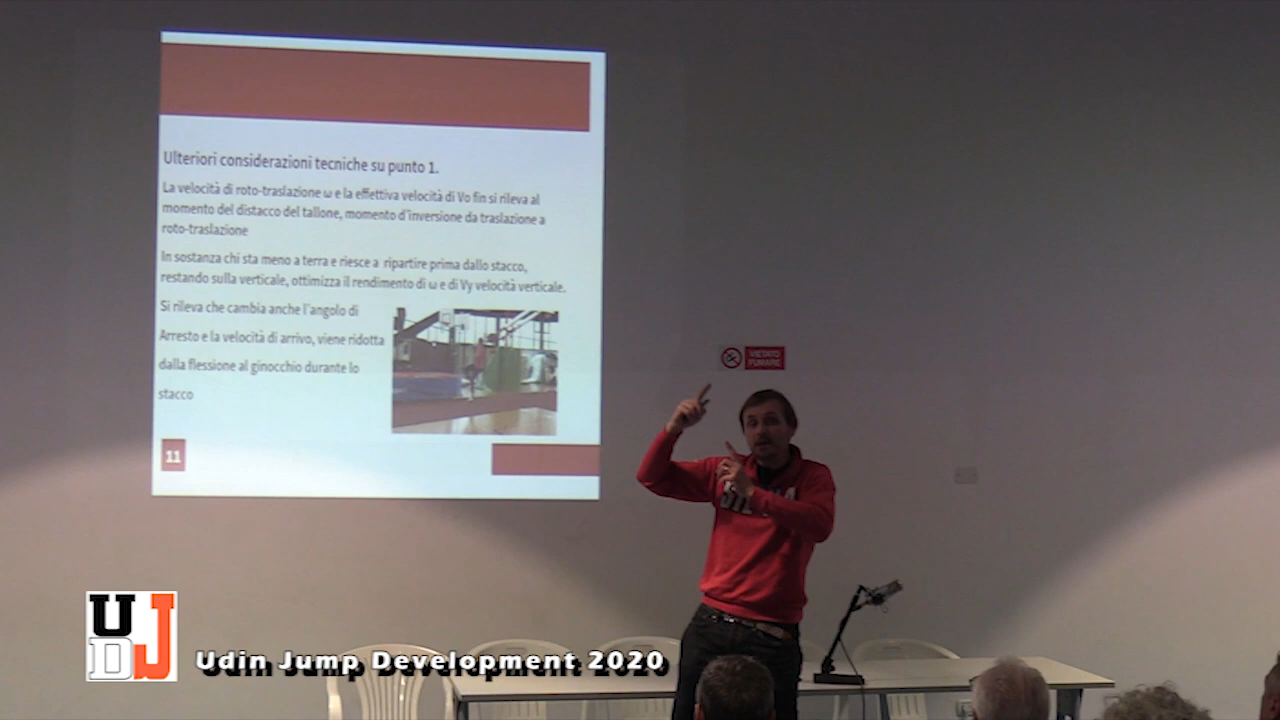 Ulteriori considerazioni tecniche su punto 1.
La velocità di roto-traslazione ω e la effettiva velocità di Vo fin si rileva al
momento del distacco del tallone, momento d'inversione da traslazione a
roto-traslazione
In sostanza chi sta meno a terra e riesce a ripartire prima dallo stacco,
restando sulla verticale, ottimizza il rendimento di ω e di Vy velocità verticale.
Si rileva che cambia anche l'angolo di
Arresto e la velocità di arrivo, viene ridotta
dalla flessione al ginocchio durante lo
stacco
11
VIETATO
FUMARE
UDJ
Udin Jump Development 2020